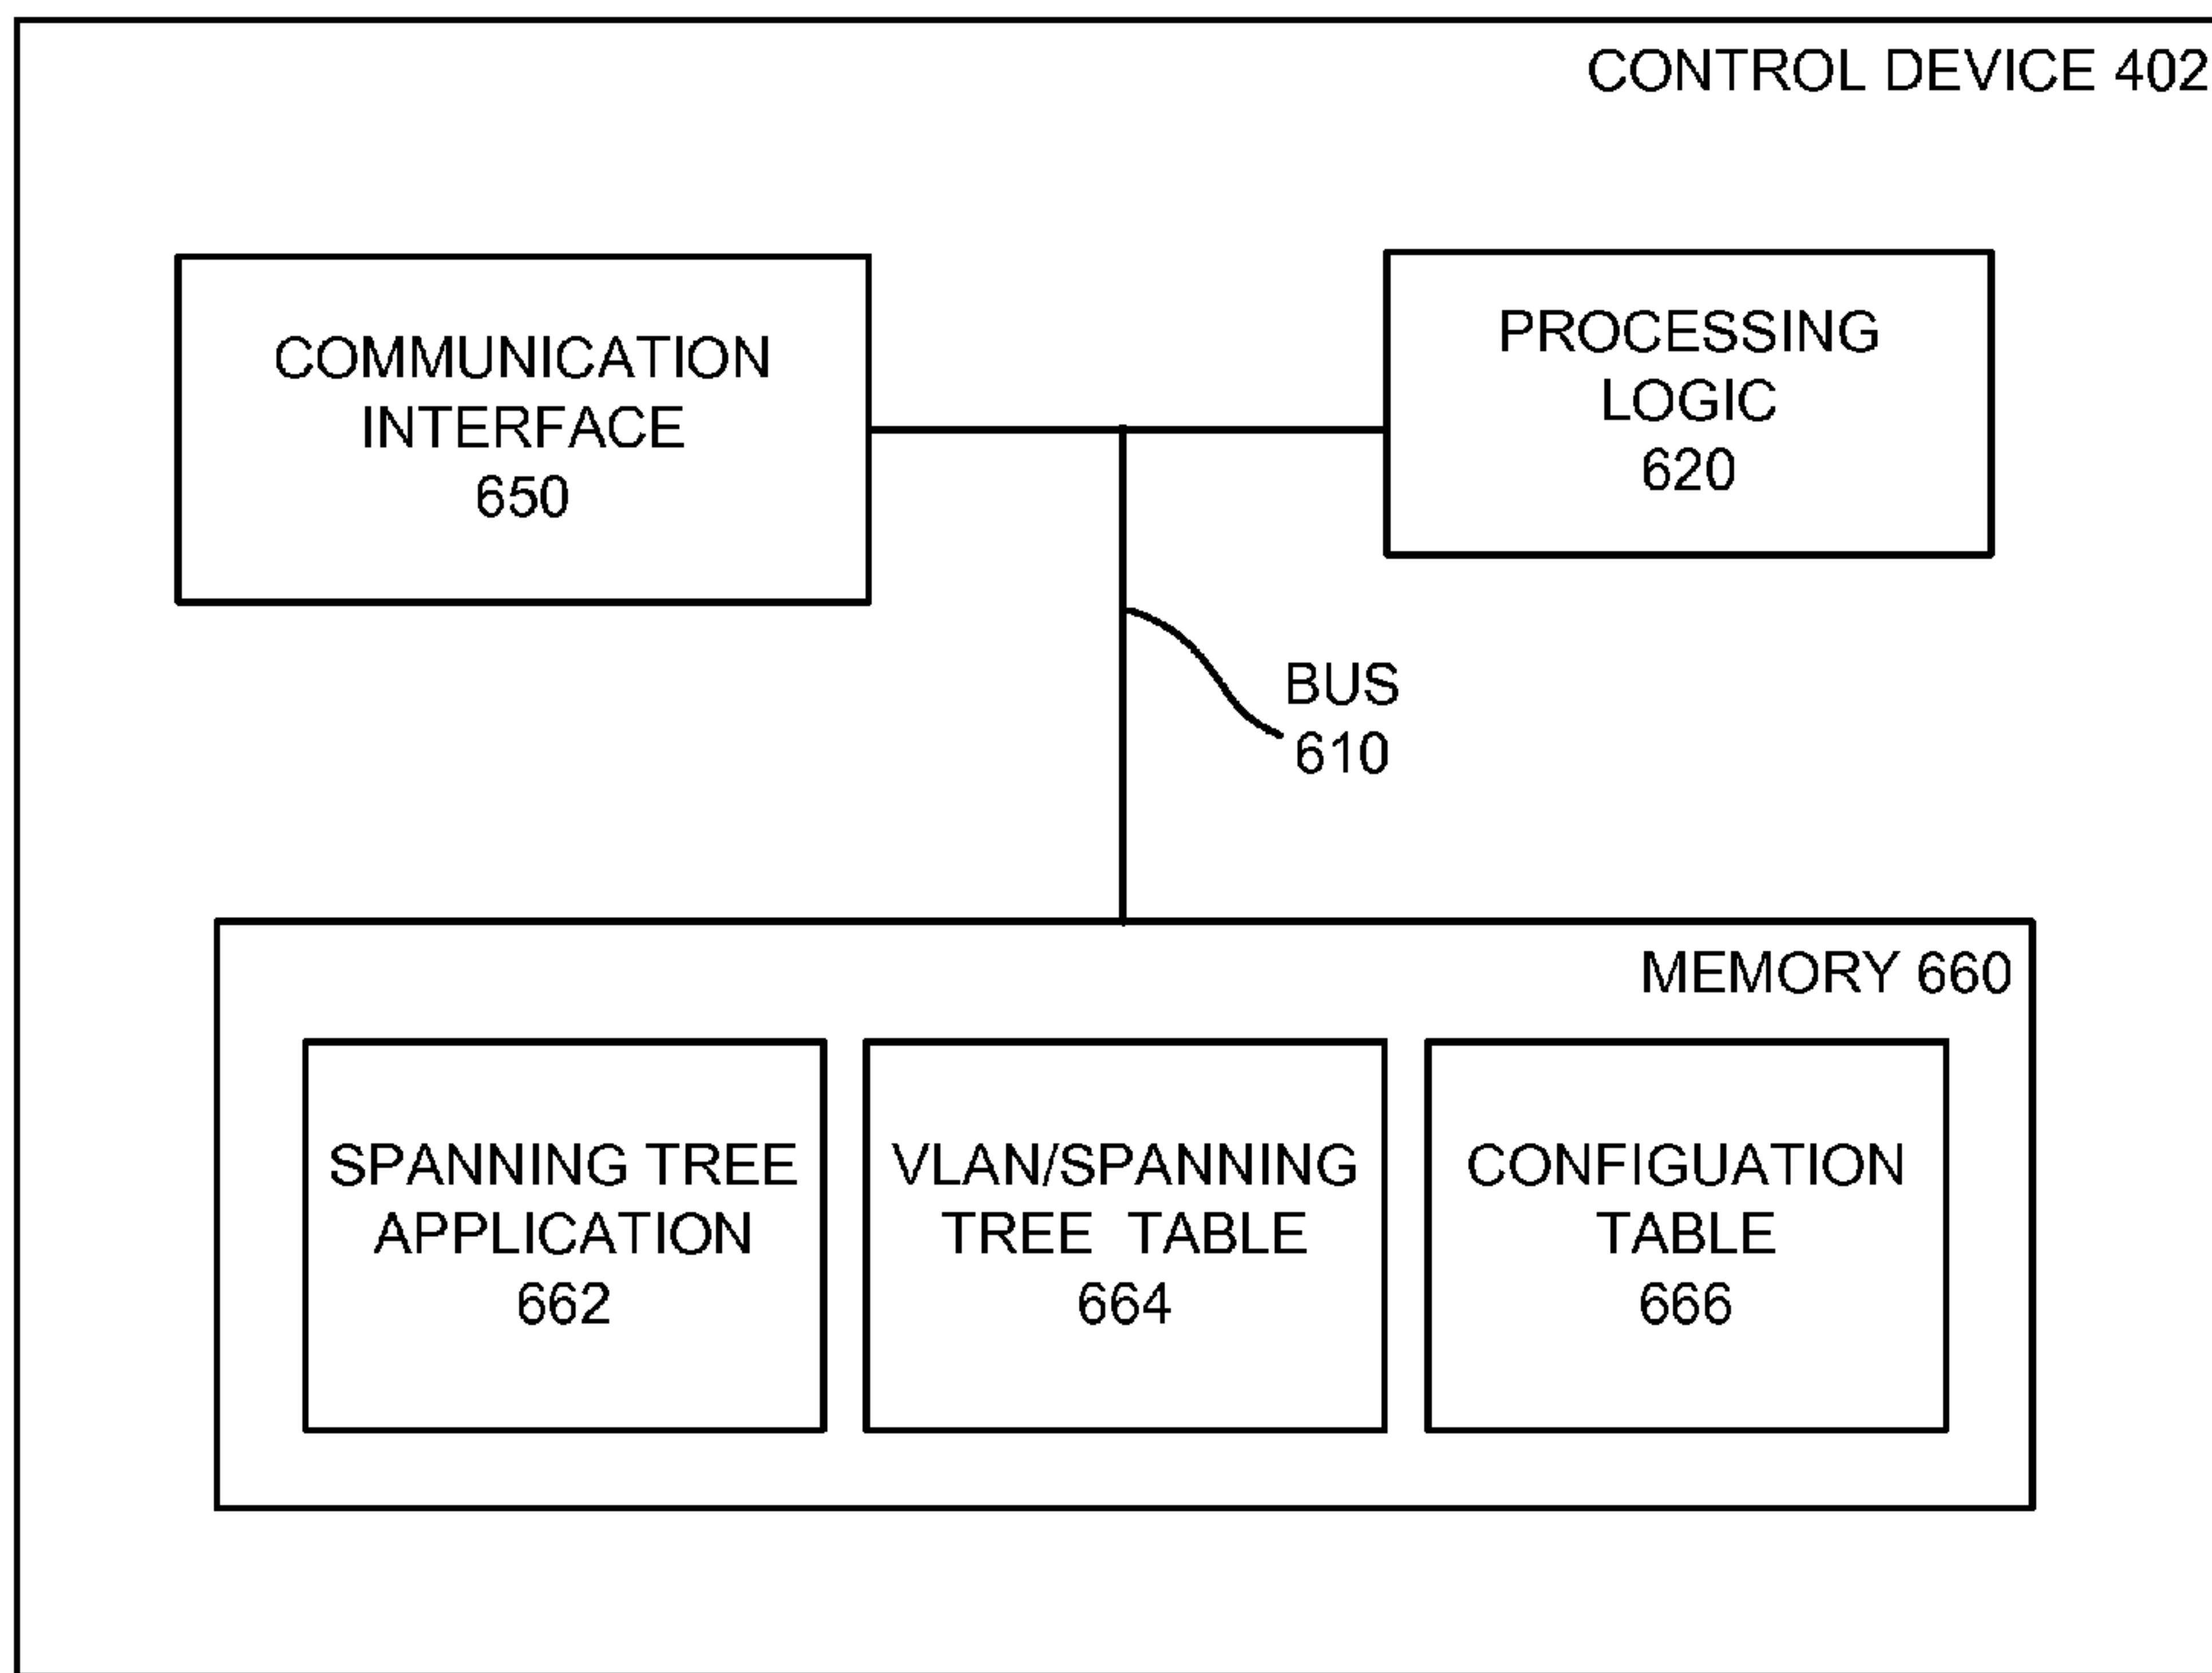 CONTROL DEVICE 402
COMMUNICATION
INTERFACE
650
PROCESSING
LOGIC
620
BUS
610
MEMORY 660
SPANNING TREE
APPLICATION
662
VLAN/SPANNING
TREE TABLE
664
CONFIGUATION
TABLE
666